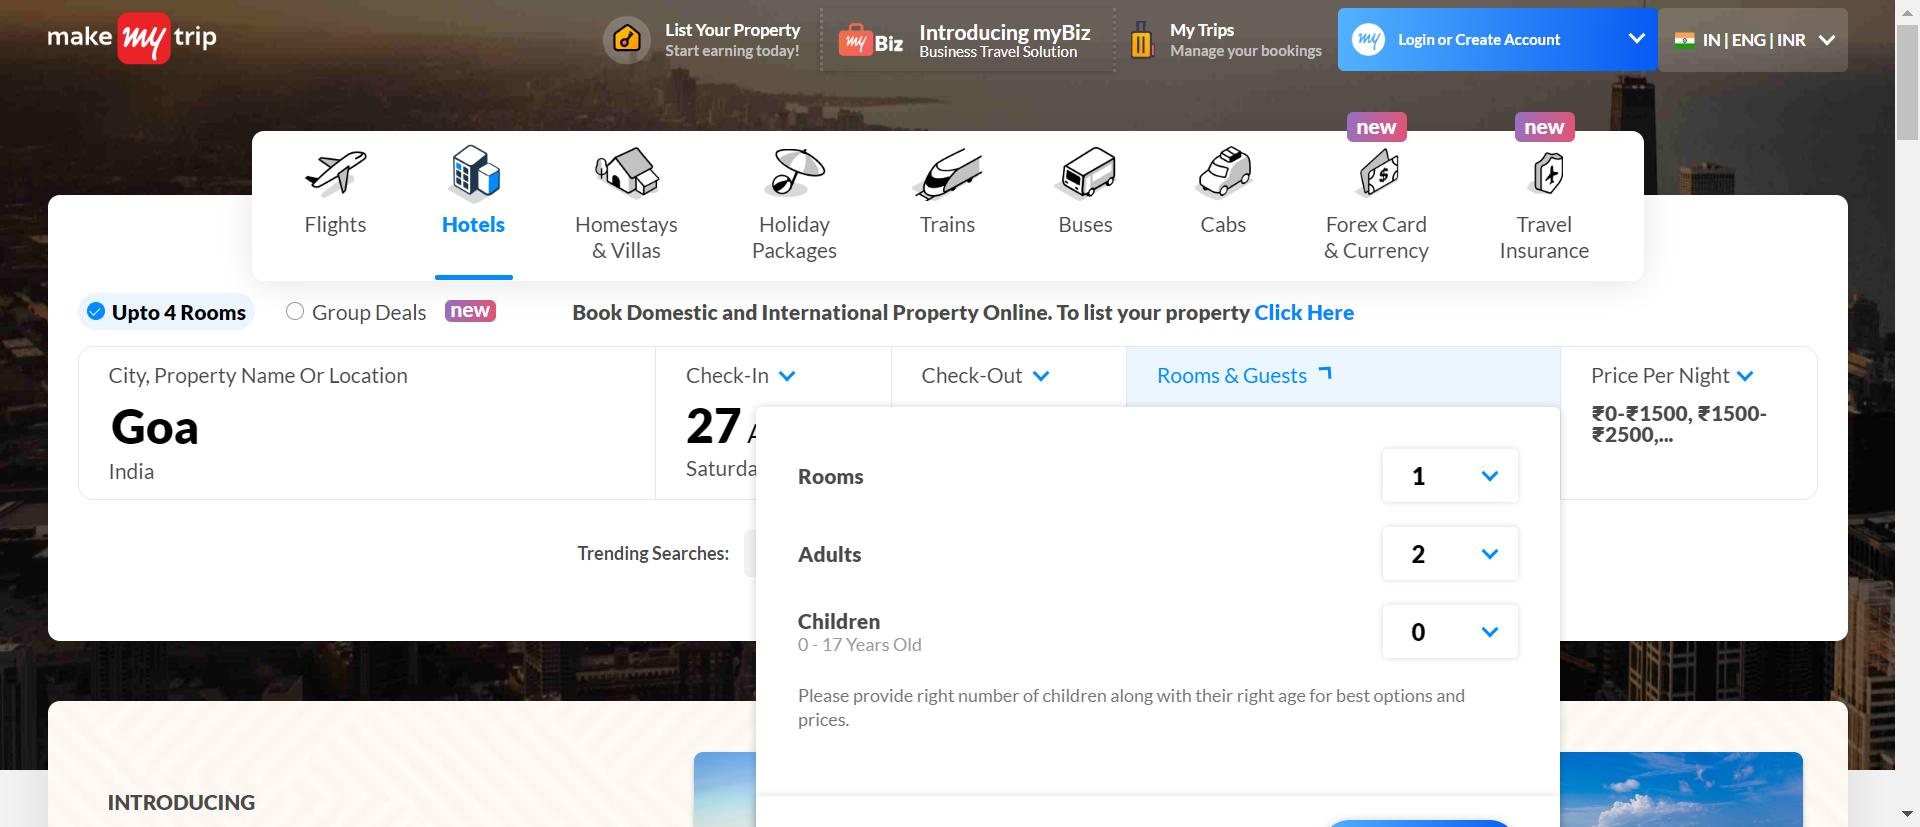 make my trip
List Your Property
Start earning today!
my Biz
Introducing myBiz
Business Travel Solution
My Trips
Manage your bookings
my
Login or Create Account
IN | ENG | INR
new
new
Flights
Hotels
Homestays
& Villas
Holiday
Packages
Trains
Buses
Cabs
Forex Card
& Currency
Travel
Insurance
Upto 4 Rooms
Group Deals
new
Book Domestic and International Property Online. To list your property Click Here
City, Property Name Or Location
Goa
India
Check-In
27
Saturda
Check-Out
Rooms & Guests
Price Per Night
₹0-₹1500, ₹1500-
₹2500,...
Rooms
1
Adults
2
Children
0 - 17 Years Old
0
Please provide right number of children along with their right age for best options and
prices.
Trending Searches:
INTRODUCING